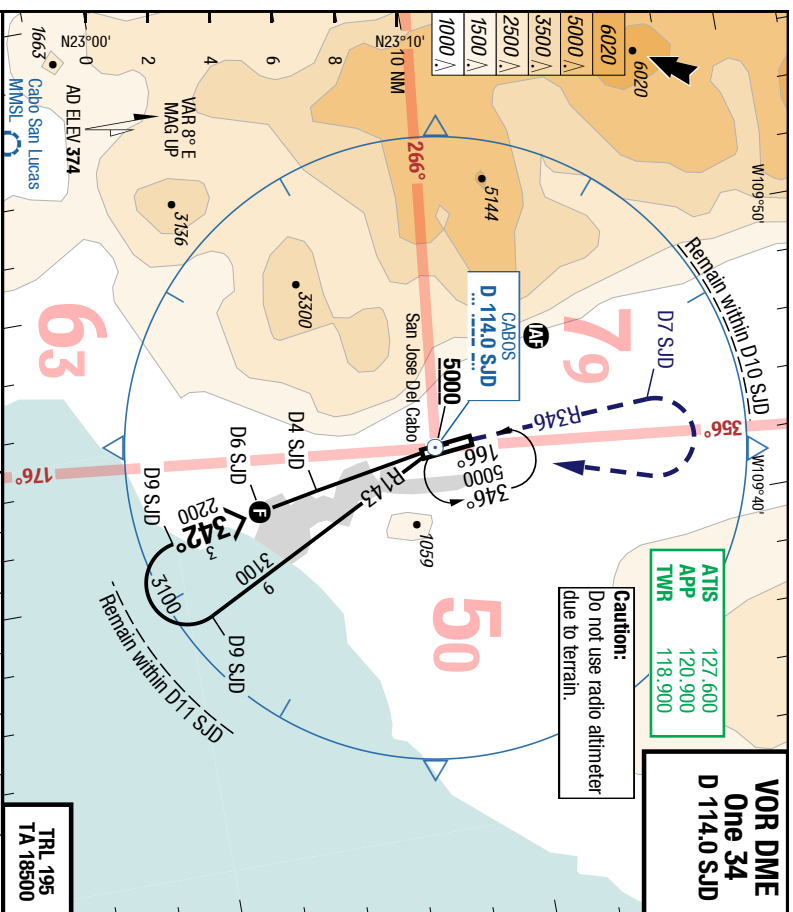 VOR DME
One 34
D 114.0 SJD
ATIS 127.600
APP 120.900
TWR 118.900
Caution:
Do not use radio altimeter
due to terrain.
TRL 195
TA 18500
6020
6020
5000
3500
2500
1500
1000
W109°50'
W109°40'
Remain within D10 SJD
D7 SJD
356°
R346
79
IAF
CABOS
D 114.0 SJD
5144
266°
N23°10'
10 NM
8
6
4
2
0
N23°00'
San Jose Del Cabo
5000
166°
5000
346°
1059
50
R143
D4 SJD
D6 SJD
F
342°
2200
3
3100
9
D9 SJD
D9 SJD
3100
Remain within D11 SJD
3300
3136
63
176°
VAR 8° E
MAG UP
AD ELEV 374
Cabo San Lucas
MMSL
1663